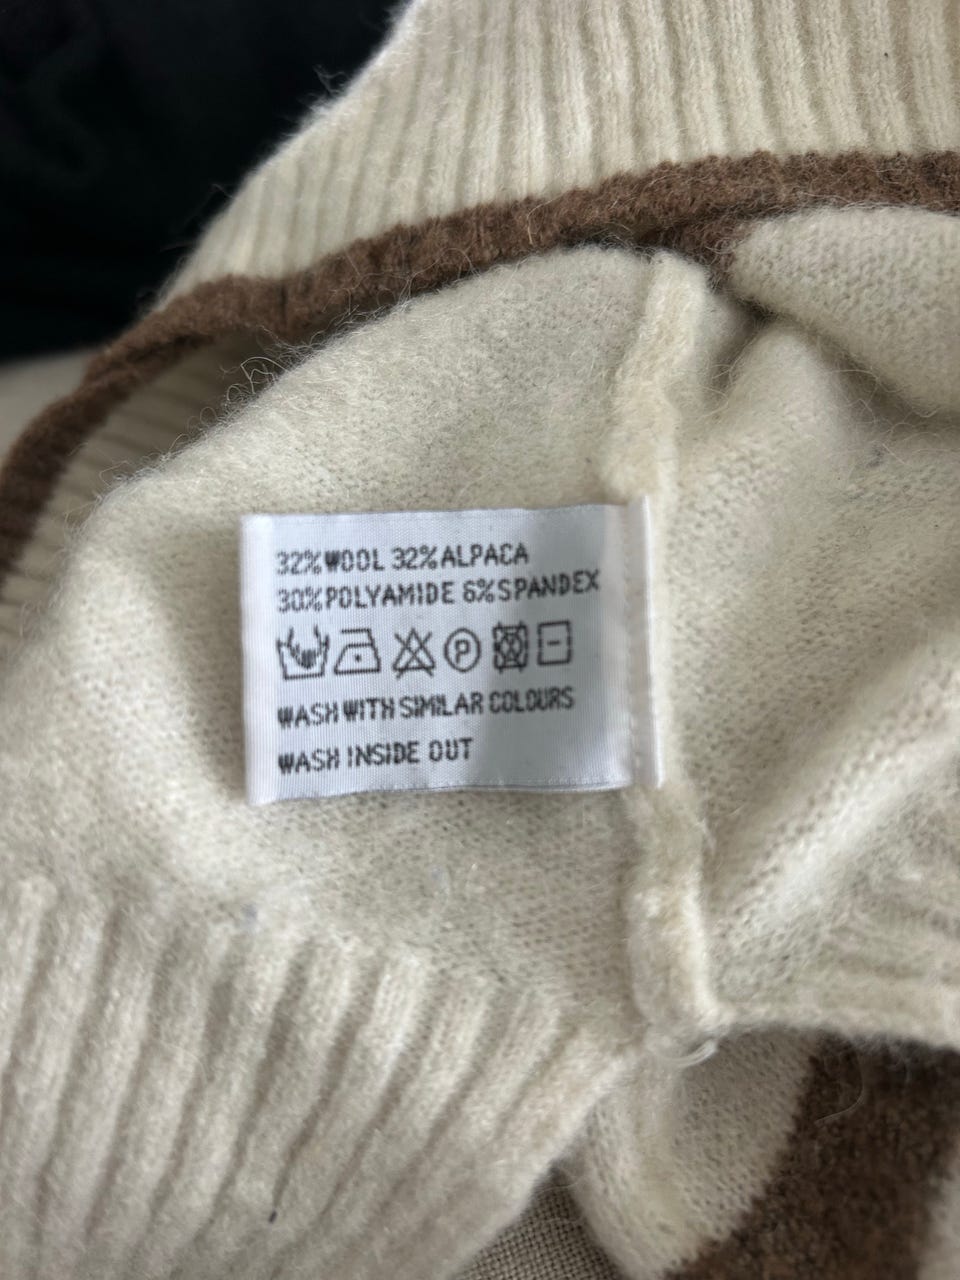 32%WOOL 32%ALPACA
30%POLYAMIDE 6%SPANDEX
P
WASH WITH SIMILAR COLOURS
WASH INSIDE OUT